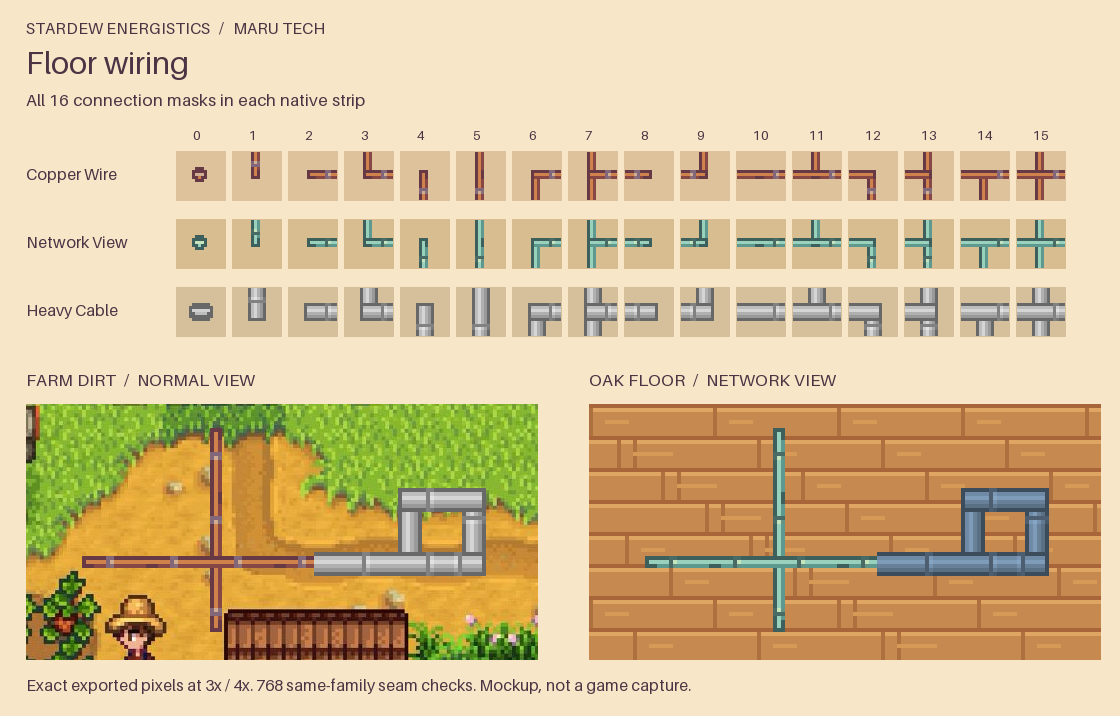 STARDEW ENERGISTICS / MARU TECH
Floor wiring
All 16 connection masks in each native strip
0 1 2 3 4 5 6 7 8 9 10 11 12 13 14 15
Copper Wire
Network View
Heavy Cable
FARM DIRT / NORMAL VIEW
OAK FLOOR / NETWORK VIEW
Exact exported pixels at 3x / 4x. 768 same-family seam checks. Mockup, not a game capture.